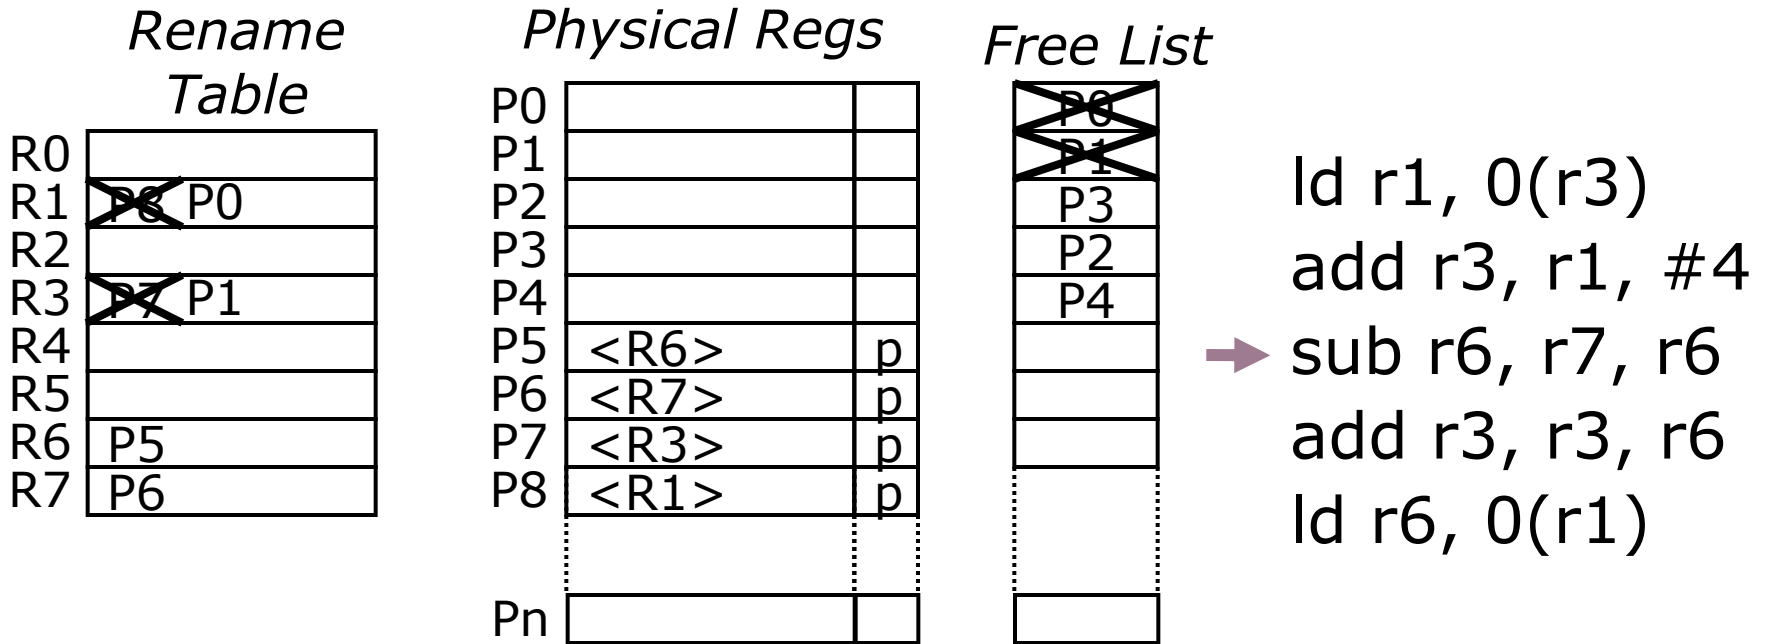 Rename
Table
R0
R1 P8 P0
R2
R3 P7 P1
R4
R5
R6 P5
R7 P6
Physical Regs
P0
P1
P2
P3
P4
P5 <R6> p
P6 <R7> p
P7 <R3> p
P8 <R1> p
Pn
Free List
P0
P1
P3
P2
P4
ld r1, 0(r3)
add r3, r1, #4
sub r6, r7, r6
add r3, r3, r6
ld r6, 0(r1)